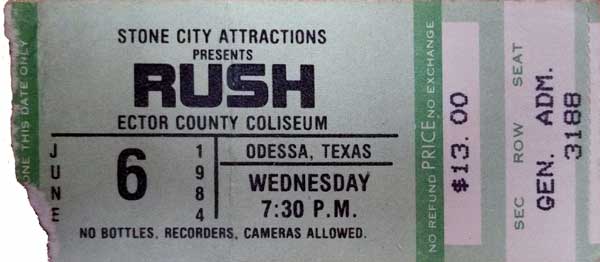 ONE THIS DATE ONLY
STONE CITY ATTRACTIONS
PRESENTS
RUSH
ECTOR COUNTY COLISEUM
JUNE
6
1984
ODESSA, TEXAS
WEDNESDAY
7:30 P.M.
NO BOTTLES, RECORDERS, CAMERAS ALLOWED.
NO REFUND PRICE NO EXCHANGE
$13.00
SEC ROW SEAT
GEN. ADM.
3188